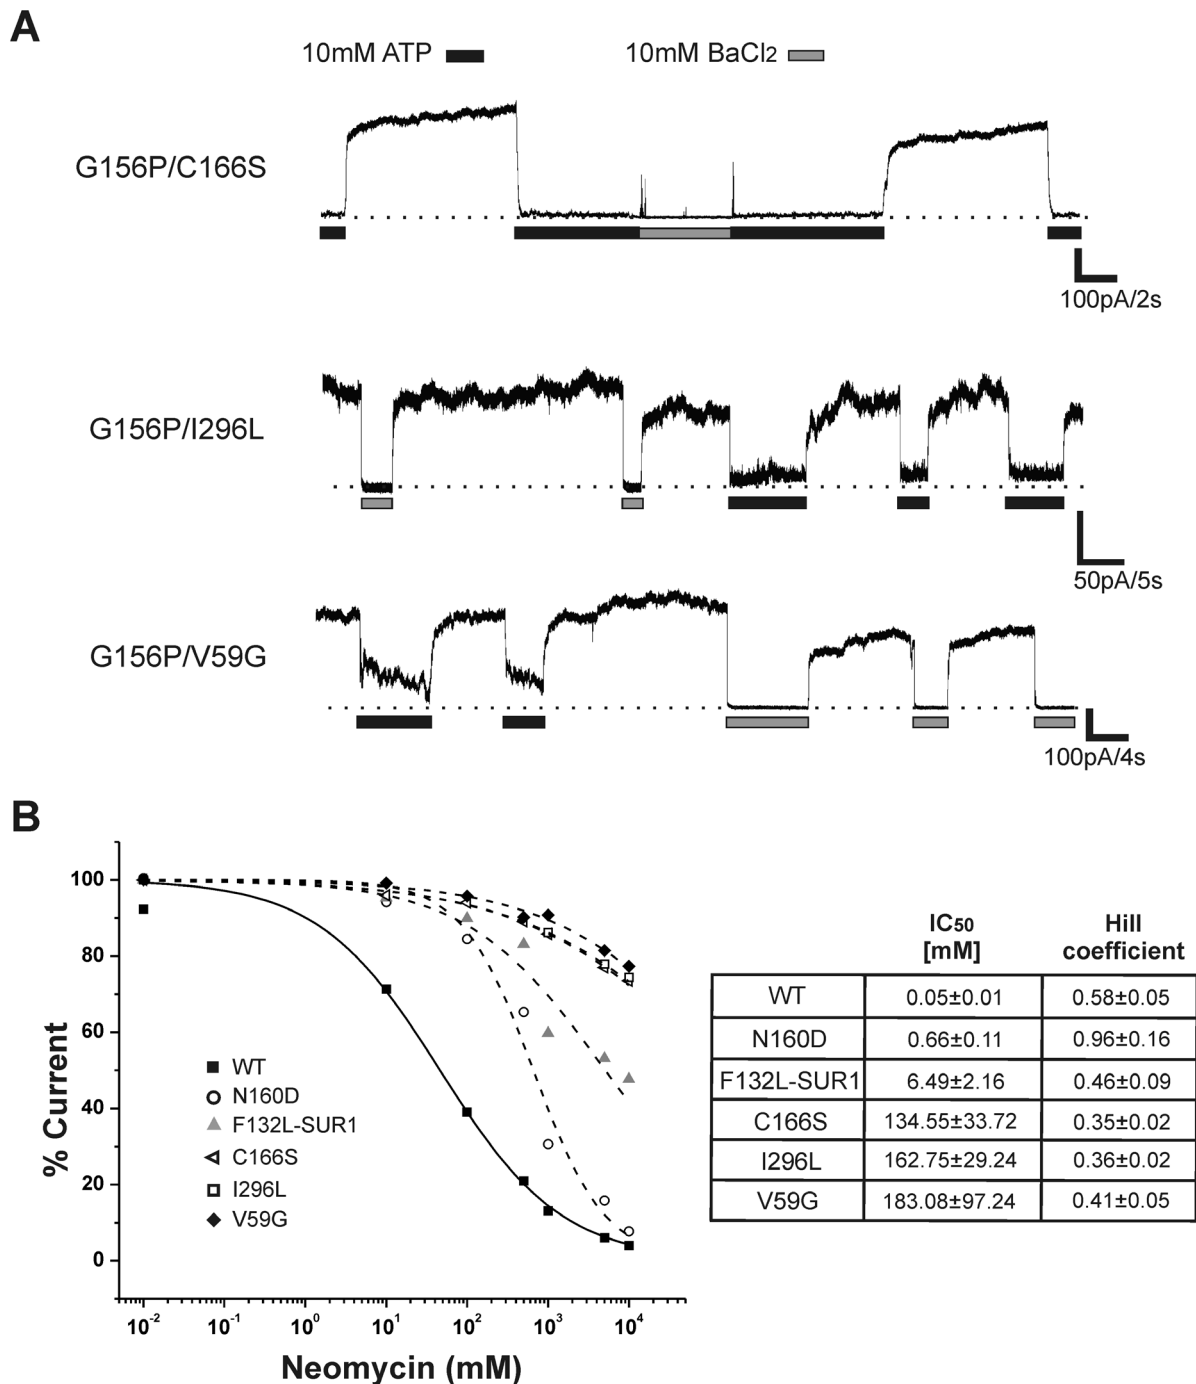 A
10mM ATP 10mM BaCl2
G156P/C166S
100pA/2s
G156P/I296L
50pA/5s
G156P/V59G
100pA/4s
B
% Current
100
80
60
40
20
0
WT
N160D
F132L-SUR1
C166S
I296L
V59G
10-2 10-1 100 101 102 103 104
Neomycin (mM)
IC50 Hill
[mM] coefficient
WT 0.05±0.01 0.58±0.05
N160D 0.66±0.11 0.96±0.16
F132L-SUR1 6.49±2.16 0.46±0.09
C166S 134.55±33.72 0.35±0.02
I296L 162.75±29.24 0.36±0.02
V59G 183.08±97.24 0.41±0.05